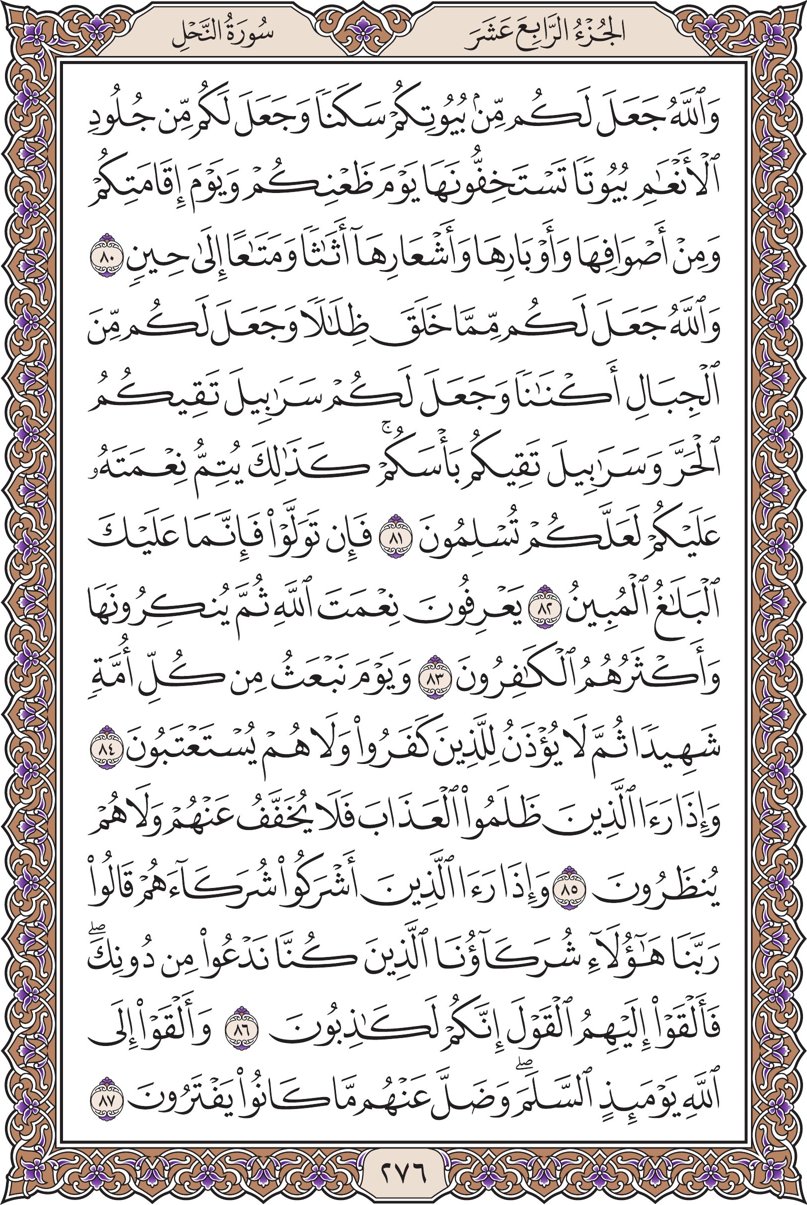 الجُزْءُ الرَّابِعَ عَشَرَ
سُورَةُ النَّحْلِ
وَٱللَّهُ جَعَلَ لَكُم مِّنۢ بُيُوتِكُمْ سَكَنٗا وَجَعَلَ لَكُم مِّن جُلُودِ
ٱلْأَنْعَٰمِ بُيُوتٗا تَسْتَخِفُّونَهَا يَوْمَ ظَعْنِكُمْ وَيَوْمَ إِقَامَتِكُمْ
وَمِنْ أَصْوَافِهَا وَأَوْبَارِهَا وَأَشْعَارِهَآ أَثَٰثٗا وَمَتَٰعًا إِلَىٰ حِينٖ ٨٠
وَٱللَّهُ جَعَلَ لَكُم مِّمَّا خَلَقَ ظِلَٰلٗا وَجَعَلَ لَكُم مِّنَ
ٱلْجِبَالِ أَكْنَٰنٗا وَجَعَلَ لَكُمْ سَرَٰبِيلَ تَقِيكُمُ
ٱلْحَرَّ وَسَرَٰبِيلَ تَقِيكُم بَأْسَكُمْۚ كَذَٰلِكَ يُتِمُّ نِعْمَتَهُۥ
عَلَيْكُمْ لَعَلَّكُمْ تُسْلِمُونَ ٨١ فَإِن تَوَلَّوْا۟ فَإِنَّمَا عَلَيْكَ
ٱلْبَلَٰغُ ٱلْمُبِينُ ٨٢ يَعْرِفُونَ نِعْمَتَ ٱللَّهِ ثُمَّ يُنكِرُونَهَا
وَأَكْثَرُهُمُ ٱلْكَٰفِرُونَ ٨٣ وَيَوْمَ نَبْعَثُ مِن كُلِّ أُمَّةٖ
شَهِيدٗا ثُمَّ لَا يُؤْذَنُ لِلَّذِينَ كَفَرُوا۟ وَلَا هُمْ يُسْتَعْتَبُونَ ٨٤
وَإِذَا رَءَا ٱلَّذِينَ ظَلَمُوا۟ ٱلْعَذَابَ فَلَا يُخَفَّفُ عَنْهُمْ وَلَا هُمْ
يُنظَرُونَ ٨٥ وَإِذَا رَءَا ٱلَّذِينَ أَشْرَكُوا۟ شُرَكَآءَهُمْ قَالُوا۟
رَبَّنَا هَٰٓؤُلَآءِ شُرَكَآؤُنَا ٱلَّذِينَ كُنَّا نَدْعُوا۟ مِن دُونِكَۖ
فَأَلْقَوْا۟ إِلَيْهِمُ ٱلْقَوْلَ إِنَّكُمْ لَكَٰذِبُونَ ٨٦ وَأَلْقَوْا۟ إِلَى
ٱللَّهِ يَوْمَئِذٍ ٱلسَّلَمَۖ وَضَلَّ عَنْهُم مَّا كَانُوا۟ يَفْتَرُونَ ٨٧
٢٧٦